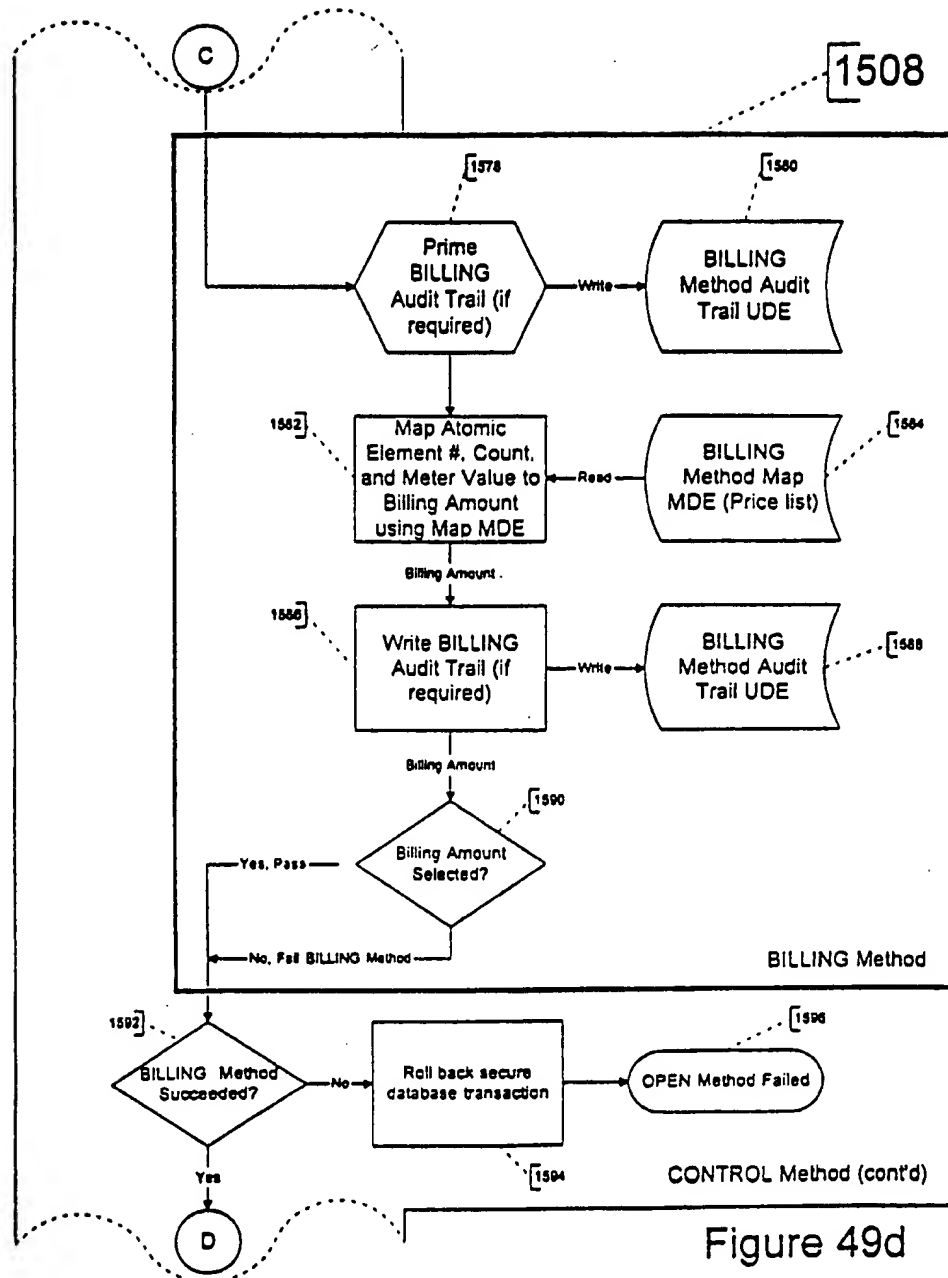 C
1508
1578
1580
Prime
BILLING
Audit Trail (if
required)
Write
BILLING
Method Audit
Trail UDE
1582
Map Atomic
Element #, Count,
and Meter Value to
Billing Amount
using Map MDE
Read
BILLING
Method Map
MDE (Price list)
1584
Billing Amount
1586
Write BILLING
Audit Trail (if
required)
Write
BILLING
Method Audit
Trail UDE
1588
Billing Amount
1590
Billing Amount
Selected?
Yes, Pass
No, Fail BILLING Method
BILLING Method
1592
BILLING Method
Succeeded?
No
Roll back secure
database transaction
1596
OPEN Method Failed
Yes
1594
CONTROL Method (cont'd)
D
Figure 49d